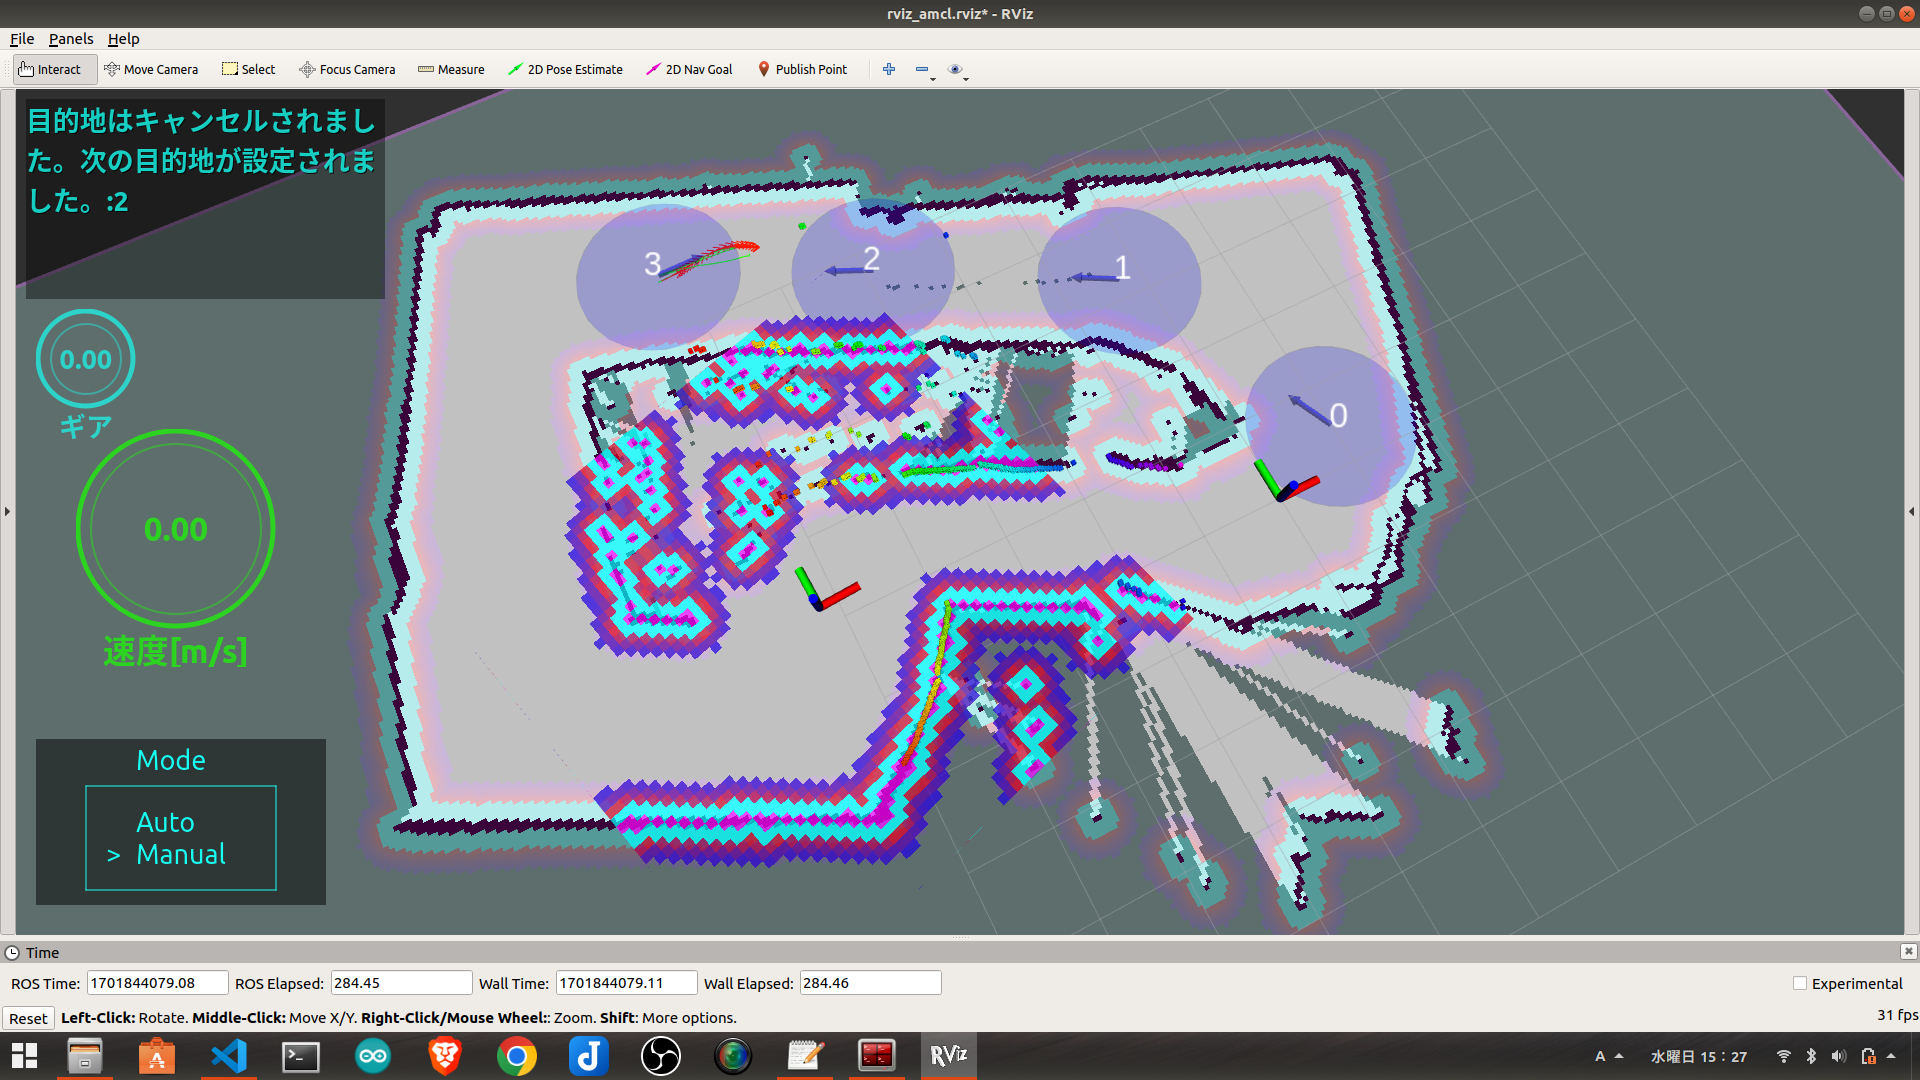 rviz_amcl.rviz* - RViz
File Panels Help
Interact Move Camera Select Focus Camera Measure 2D Pose Estimate 2D Nav Goal Publish Point
目的地はキャンセルされまし
た。次の目的地が設定されま
した。:2
3
2
1
0
0.00
ギア
0.00
速度[m/s]
Mode
Auto
> Manual
Time
ROS Time: 1701844079.08 ROS Elapsed: 284.45 Wall Time: 1701844079.11 Wall Elapsed: 284.46 Experimental
Reset Left-Click: Rotate. Middle-Click: Move X/Y. Right-Click/Mouse Wheel:: Zoom. Shift: More options. 31 fps
RViz A 水曜日 15：27